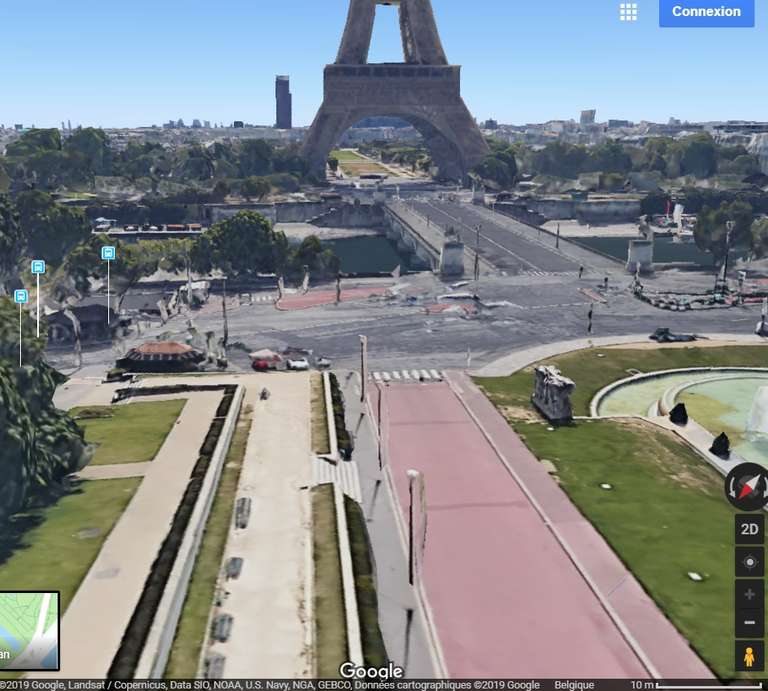 Connexion
2D
an
Google
©2019 Google, Landsat / Copernicus, Data SIO, NOAA, U.S. Navy, NGA, GEBCO, Données cartographiques ©2019 Google Belgique 10 m